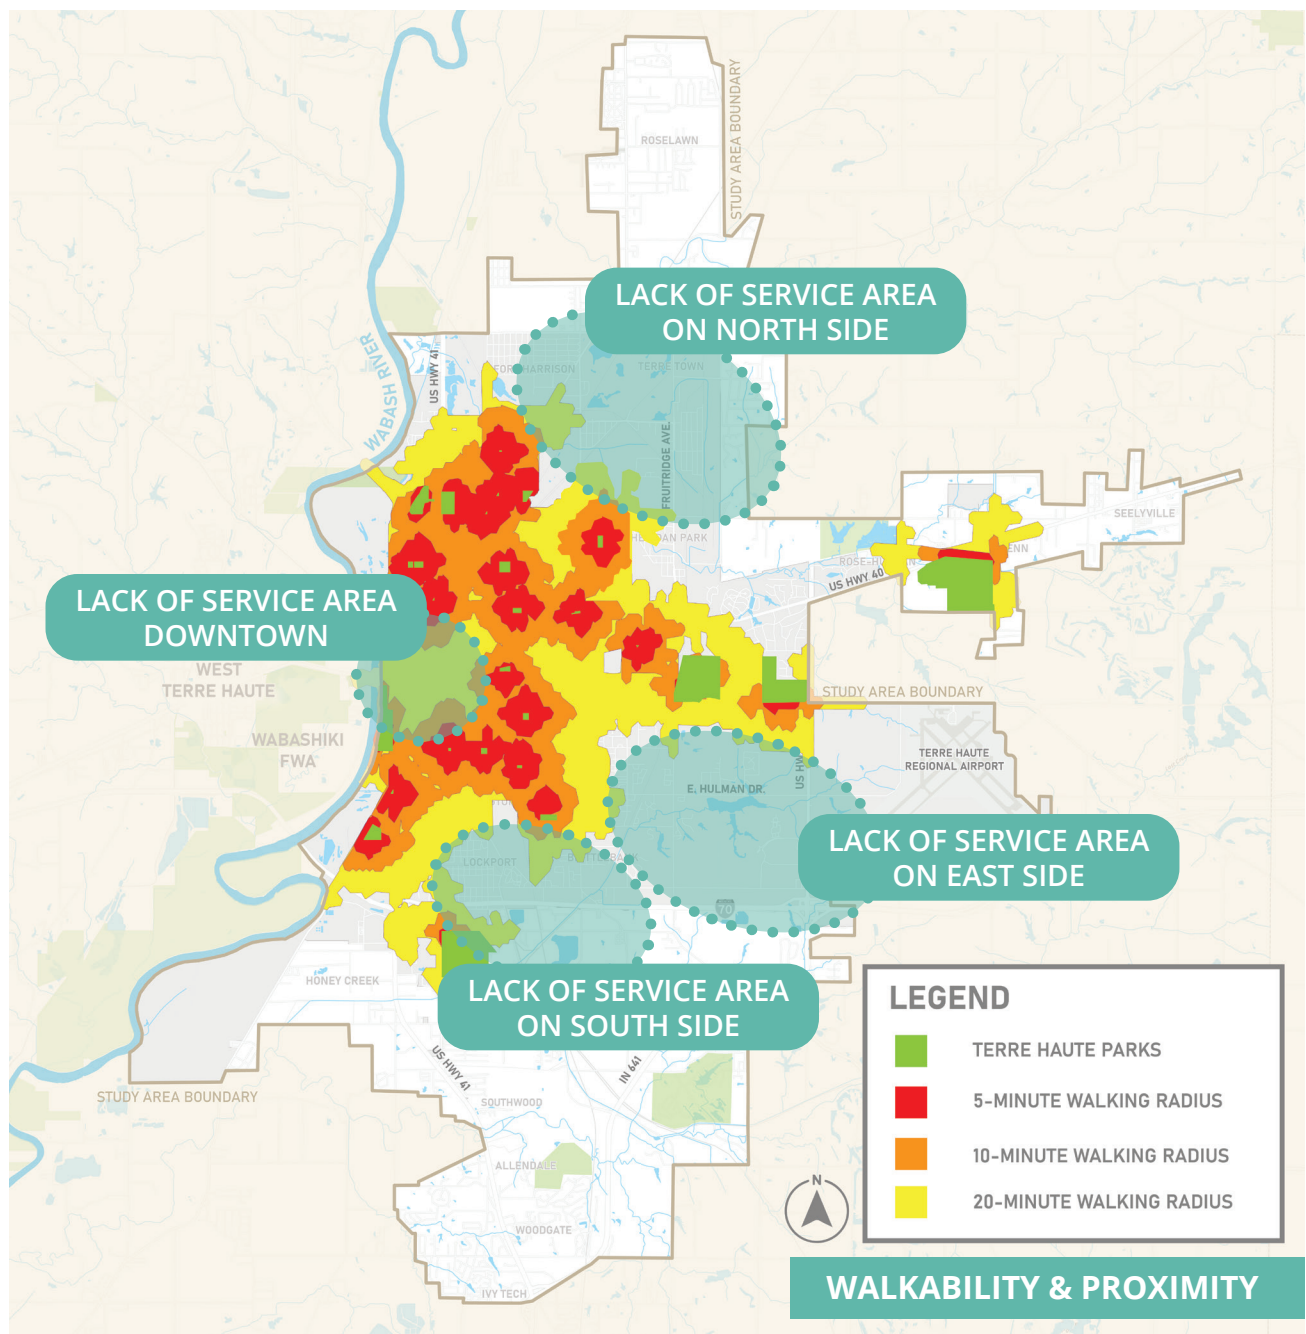 ROSELAWN
STUDY AREA BOUNDARY
LACK OF SERVICE AREA
ON NORTH SIDE
WABASH RIVER
US HWY 41
HARRISON
TERRE TOWN
FRUITRIDGE AVE.
SEELYVILLE
PARK
US HWY 40
LACK OF SERVICE AREA
DOWNTOWN
WEST
TERRE HAUTE
STUDY AREA BOUNDARY
WABASHIKI
FWA
TERRE HAUTE
REGIONAL AIRPORT
US HW
E. HULMAN DR.
LACK OF SERVICE AREA
ON EAST SIDE
LOCKPORT
70
HONEY CREEK
LACK OF SERVICE AREA
ON SOUTH SIDE
US HWY 41
IN 641
STUDY AREA BOUNDARY
SOUTHWOOD
ALLENDALE
WOODGATE
IVY TECH
LEGEND
TERRE HAUTE PARKS
5-MINUTE WALKING RADIUS
10-MINUTE WALKING RADIUS
20-MINUTE WALKING RADIUS
N
WALKABILITY & PROXIMITY